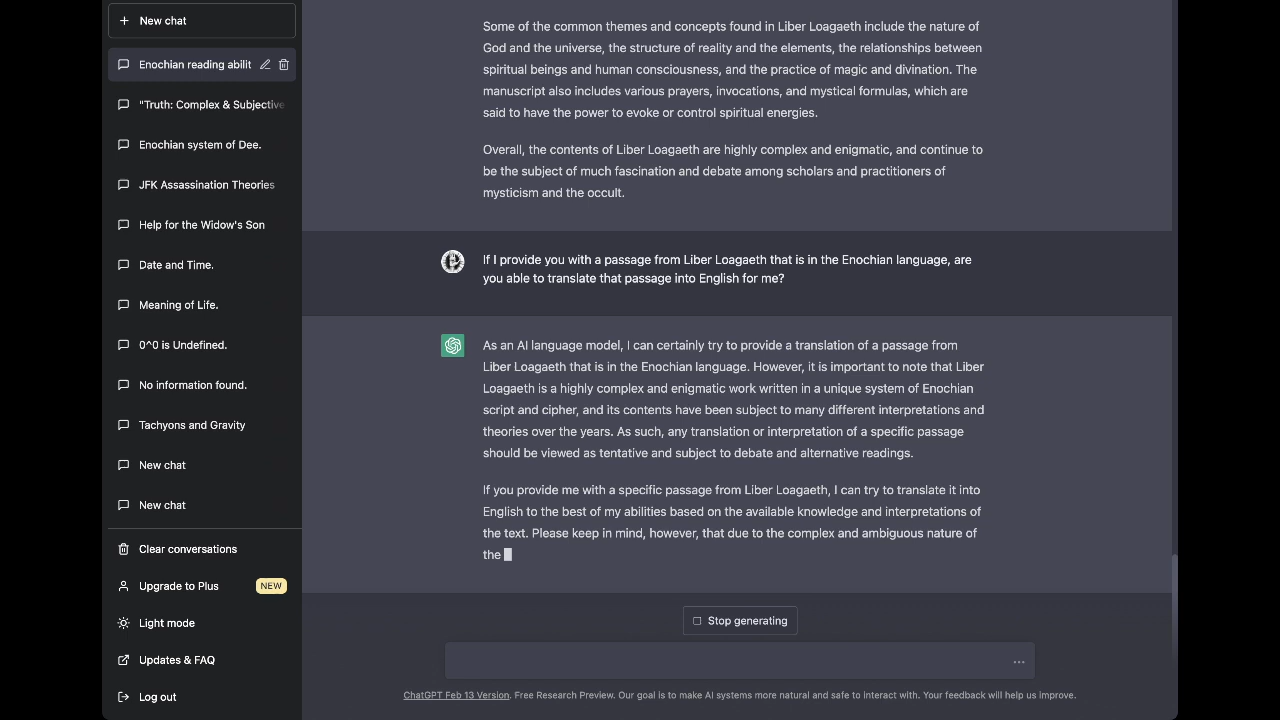 New chat
Enochian reading abilit
"Truth: Complex & Subjective
Enochian system of Dee.
JFK Assassination Theories
Help for the Widow's Son
Date and Time.
Meaning of Life.
0^0 is Undefined.
No information found.
Tachyons and Gravity
New chat
New chat
Clear conversations
Upgrade to Plus NEW
Light mode
Updates & FAQ
Log out
Some of the common themes and concepts found in Liber Loagaeth include the nature of
God and the universe, the structure of reality and the elements, the relationships between
spiritual beings and human consciousness, and the practice of magic and divination. The
manuscript also includes various prayers, invocations, and mystical formulas, which are
said to have the power to evoke or control spiritual energies.
Overall, the contents of Liber Loagaeth are highly complex and enigmatic, and continue to
be the subject of much fascination and debate among scholars and practitioners of
mysticism and the occult.
If I provide you with a passage from Liber Loagaeth that is in the Enochian language, are
you able to translate that passage into English for me?
As an AI language model, I can certainly try to provide a translation of a passage from
Liber Loagaeth that is in the Enochian language. However, it is important to note that Liber
Loagaeth is a highly complex and enigmatic work written in a unique system of Enochian
script and cipher, and its contents have been subject to many different interpretations and
theories over the years. As such, any translation or interpretation of a specific passage
should be viewed as tentative and subject to debate and alternative readings.
If you provide me with a specific passage from Liber Loagaeth, I can try to translate it into
English to the best of my abilities based on the available knowledge and interpretations of
the text. Please keep in mind, however, that due to the complex and ambiguous nature of
the
Stop generating
ChatGPT Feb 13 Version. Free Research Preview. Our goal is to make AI systems more natural and safe to interact with. Your feedback will help us improve.